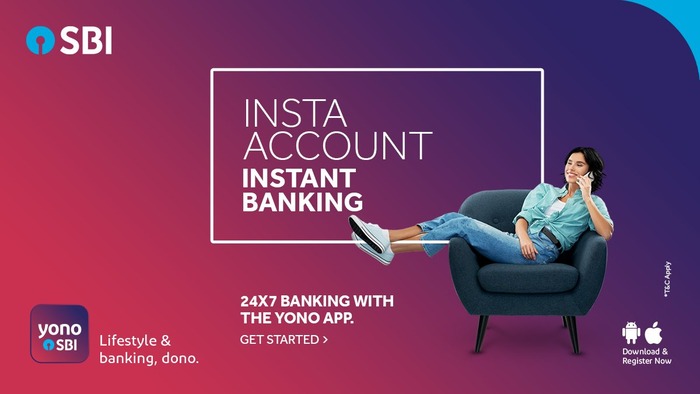 SBI
INSTA
ACCOUNT
INSTANT
BANKING
24X7 BANKING WITH
THE YONO APP.
GET STARTED >
yono
SBI
Lifestyle &
banking, dono.
*T&C Apply
Download &
Register Now